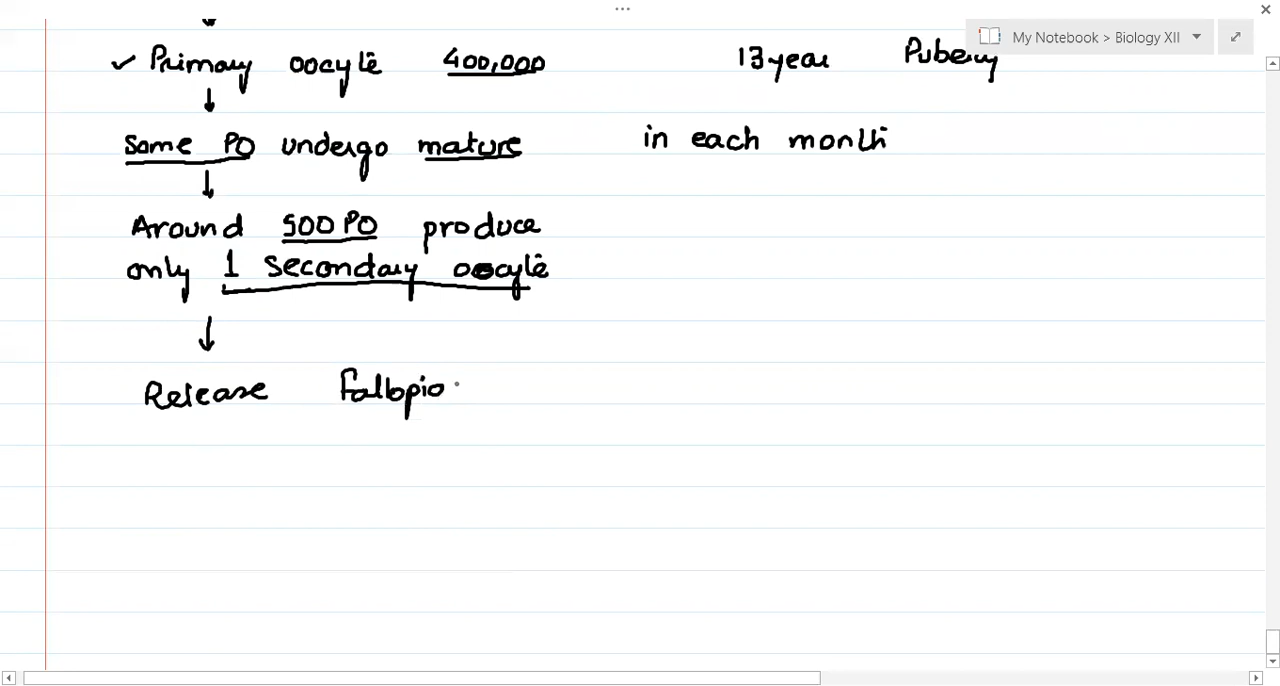 My Notebook > Biology XII
✓ Primary oocyte 400,000 13 year Puberty
Some PO undergo mature in each month
Around 500 PO produce
only 1 Secondary oocyte
Release Fallopio